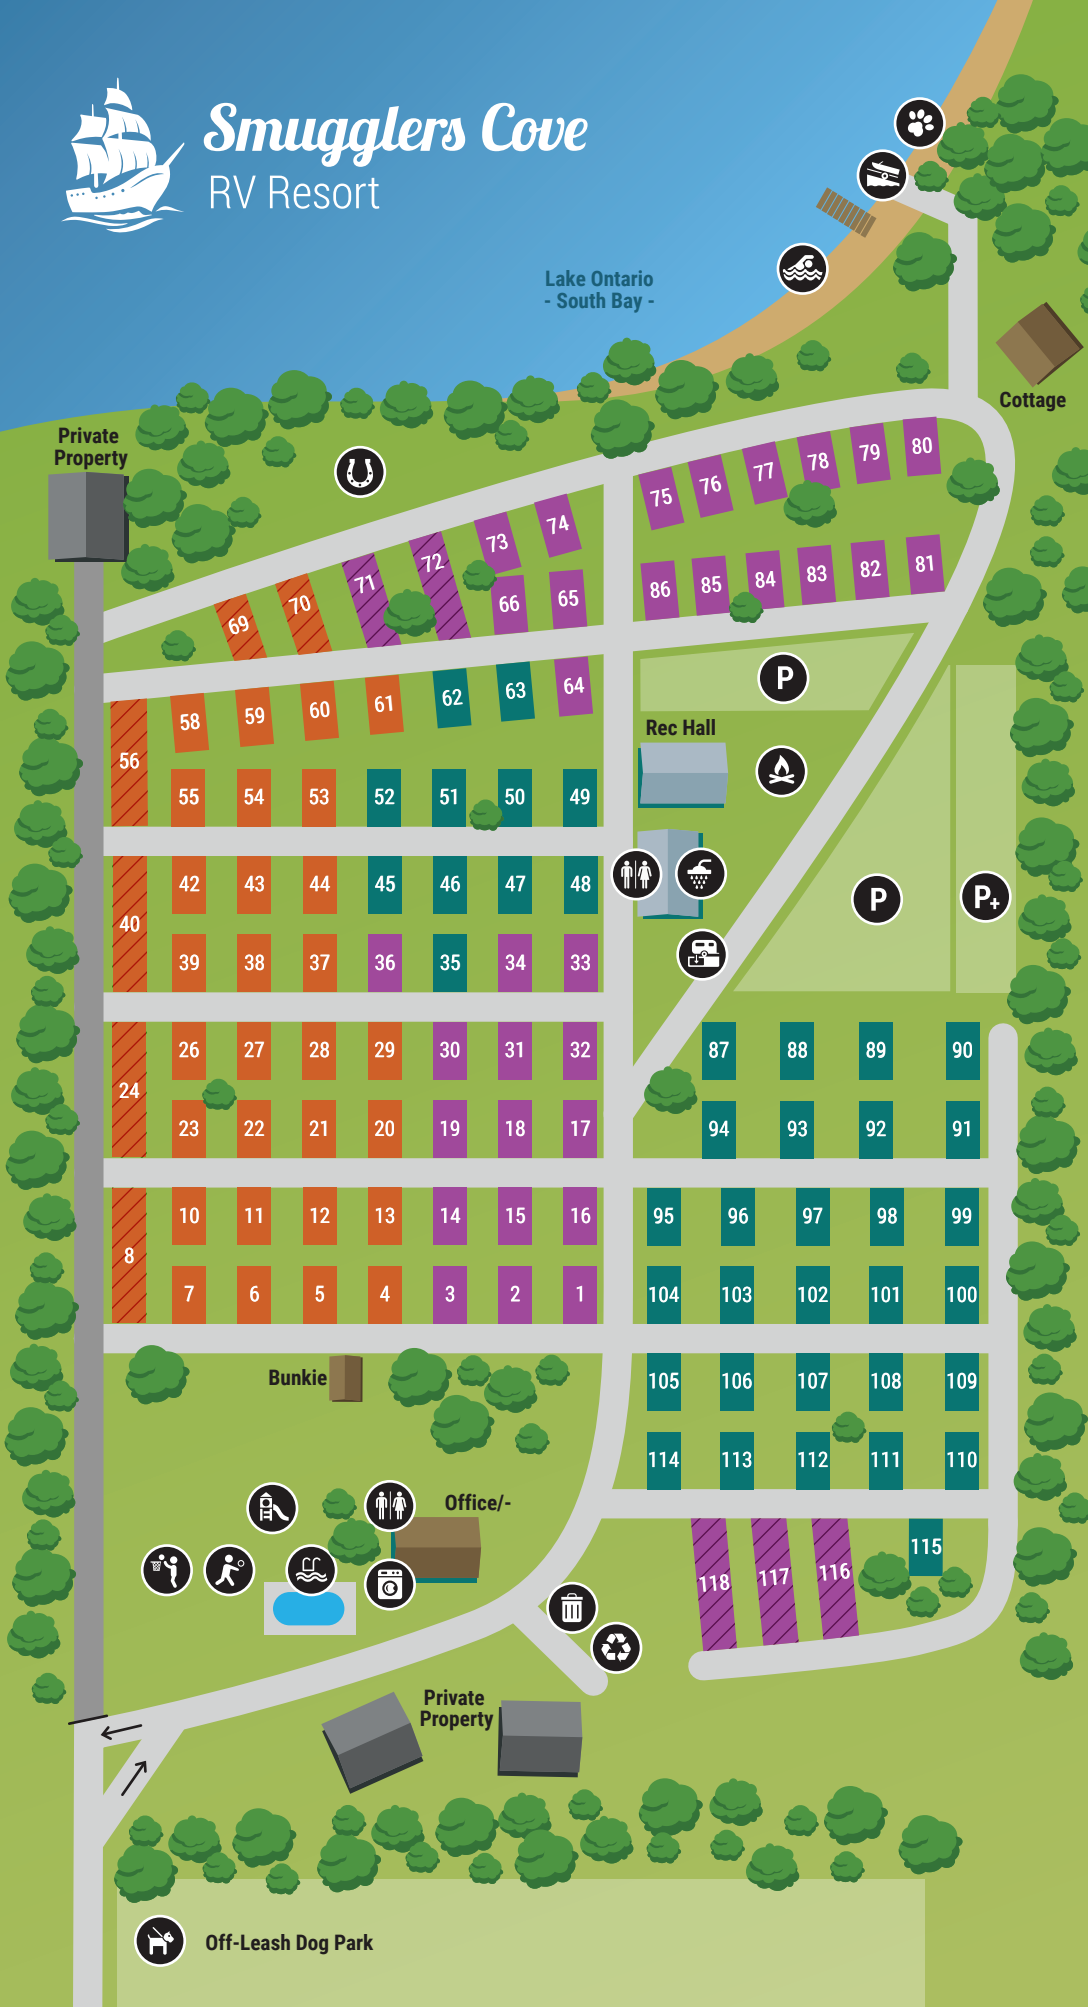 Smugglers Cove
RV Resort
Lake Ontario
- South Bay -
Cottage
Private
Property
80
79
78
77
76
75
74
73
72
71
70
69
81
82
83
84
85
86
65
66
P
64
63
62
61
60
59
58
56
Rec Hall
55 54 53 52 51 50 49
42 43 44 45 46 47 48
P P+
40
39 38 37 36 35 34 33
26 27 28 29 30 31 32 87 88 89 90
24
23 22 21 20 19 18 17 94 93 92 91
10 11 12 13 14 15 16 95 96 97 98 99
8
7 6 5 4 3 2 1 104 103 102 101 100
Bunkie
105 106 107 108 109
114 113 112 111 110
Office/-
115
118 117 116
Private
Property
Off-Leash Dog Park